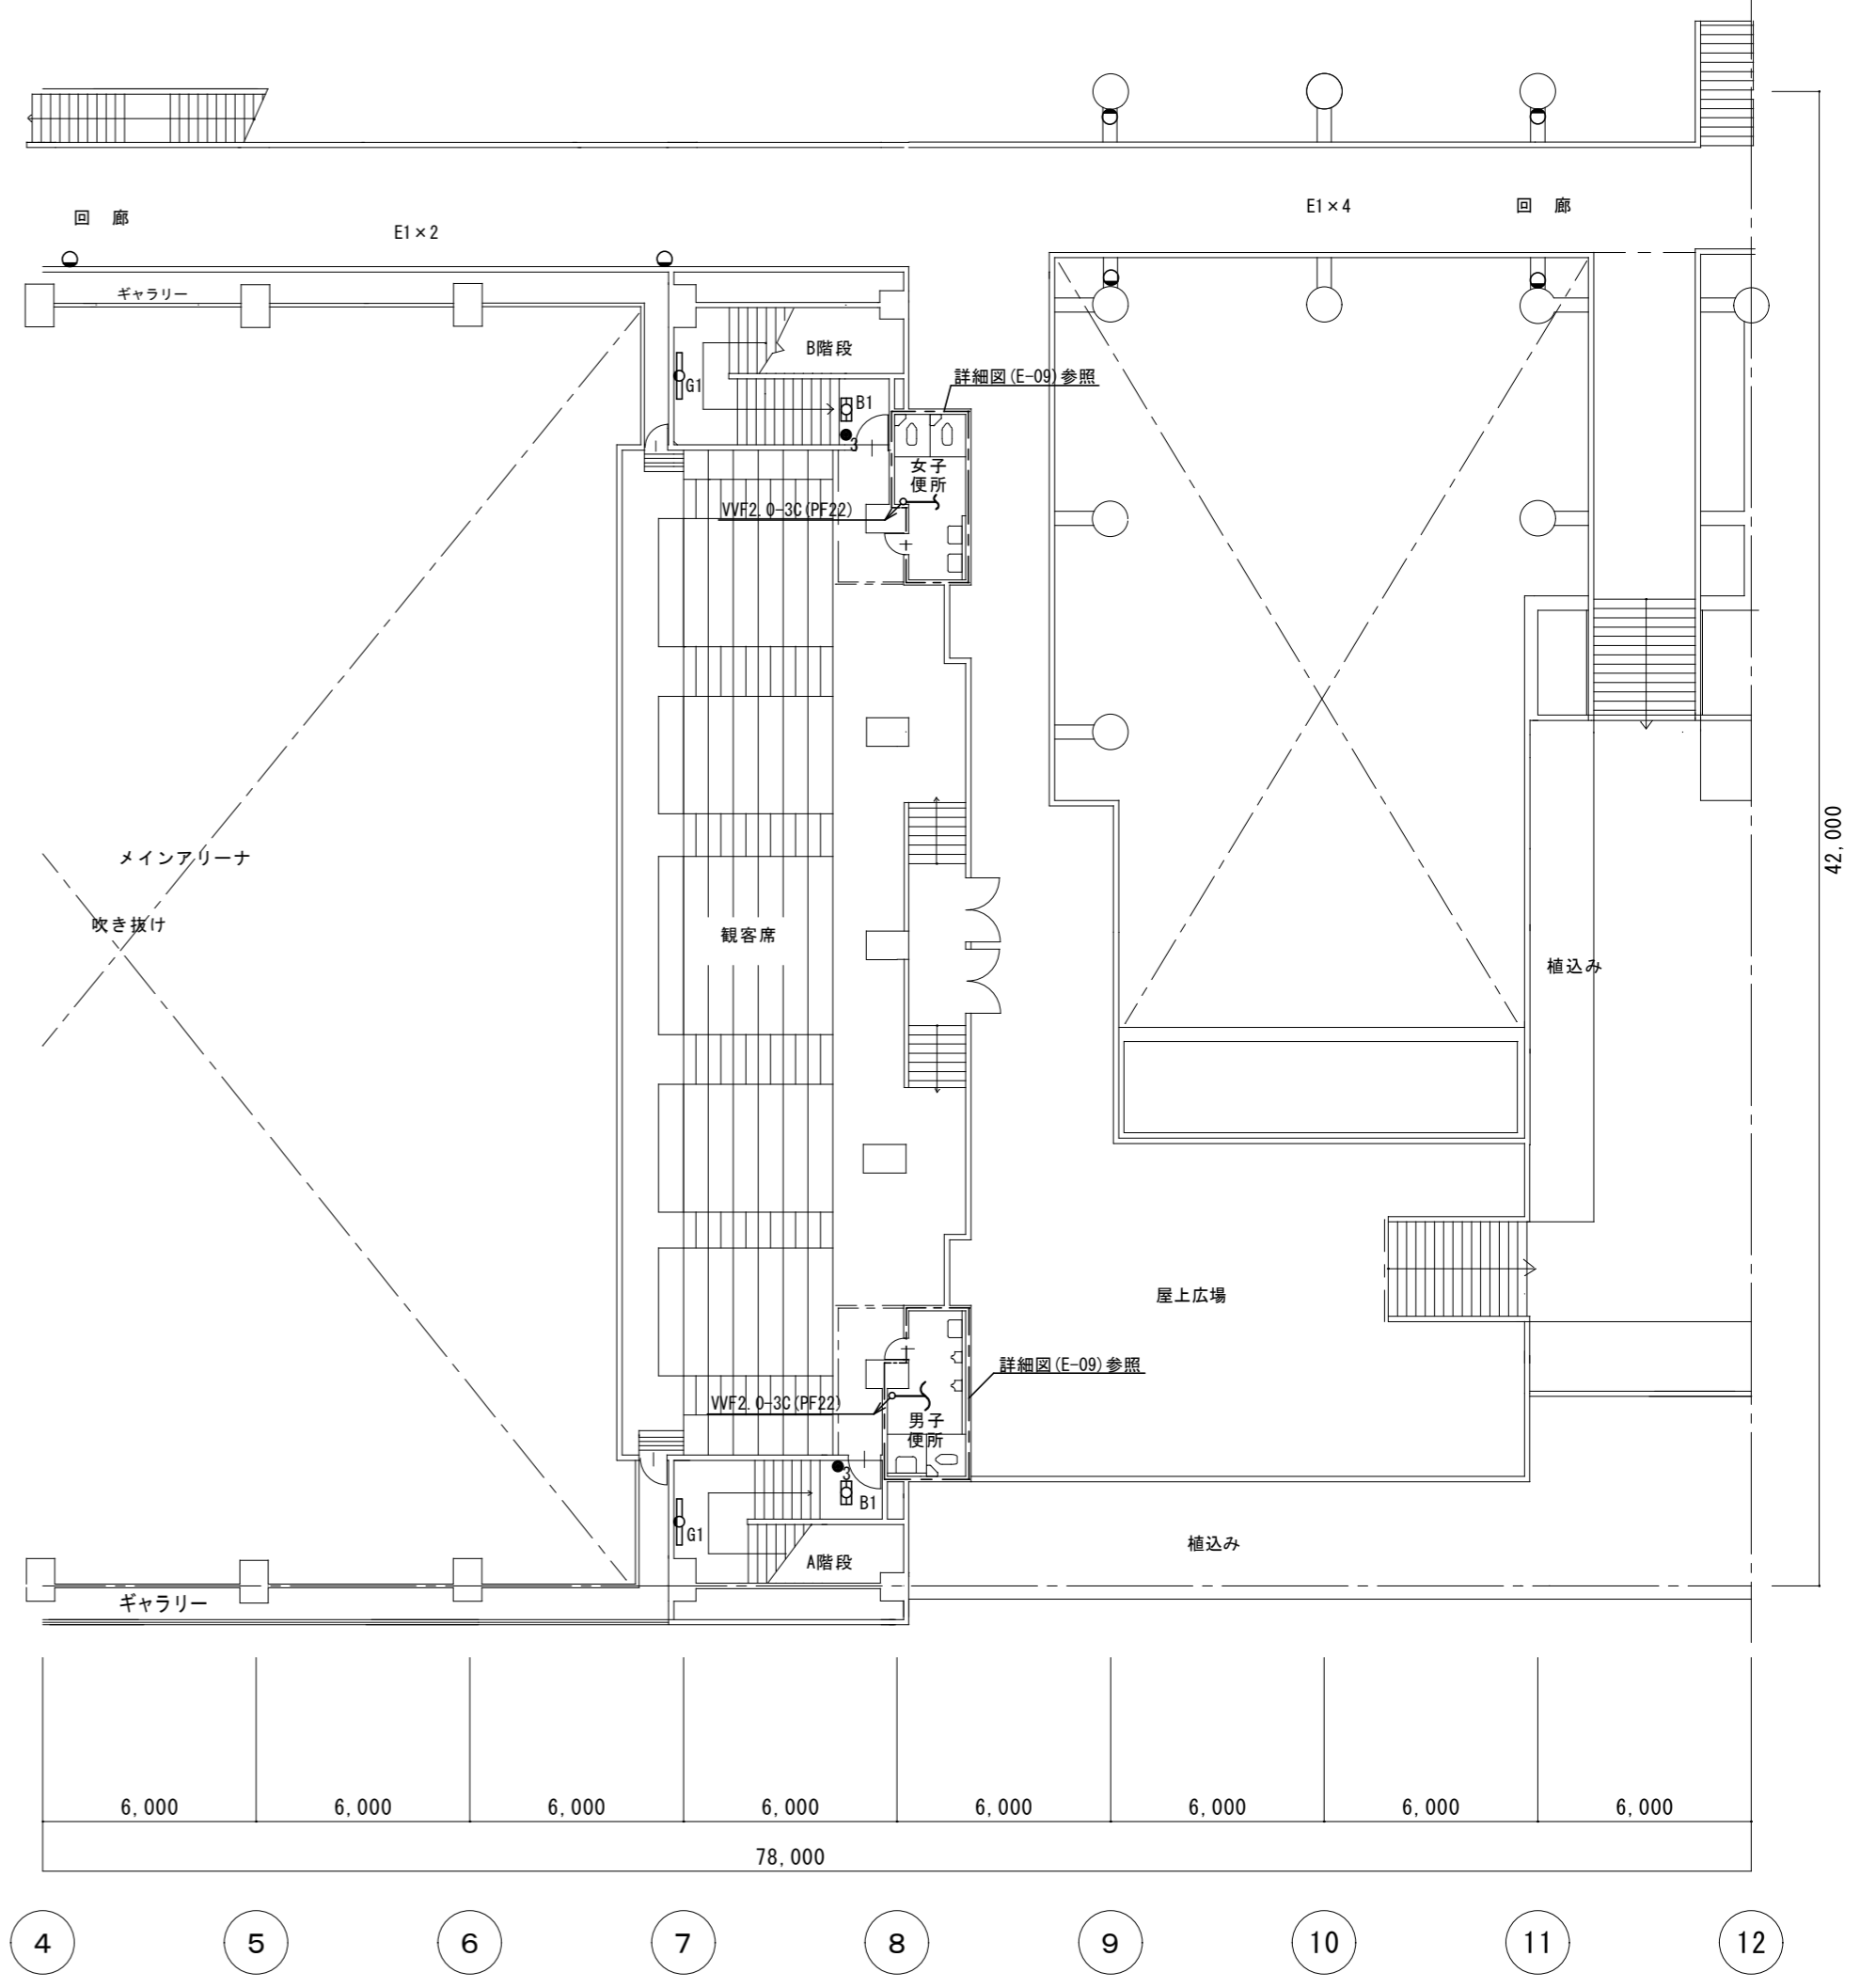 E1×4
回 廊
回 廊
E1×2
ギャラリー
B階段
詳細図(E-09)参照
G1
B1
3
女子
便所
VVF2.0-3C(PF22)
42,000
メインアリーナ
吹き抜け
観客席
植込み
屋上広場
詳細図(E-09)参照
VVF2.0-3C(PF22)
男子
便所
3
B1
G1
植込み
A階段
ギャラリー
6,000 6,000 6,000 6,000 6,000 6,000 6,000 6,000
78,000
4 5 6 7 8 9 10 11 12